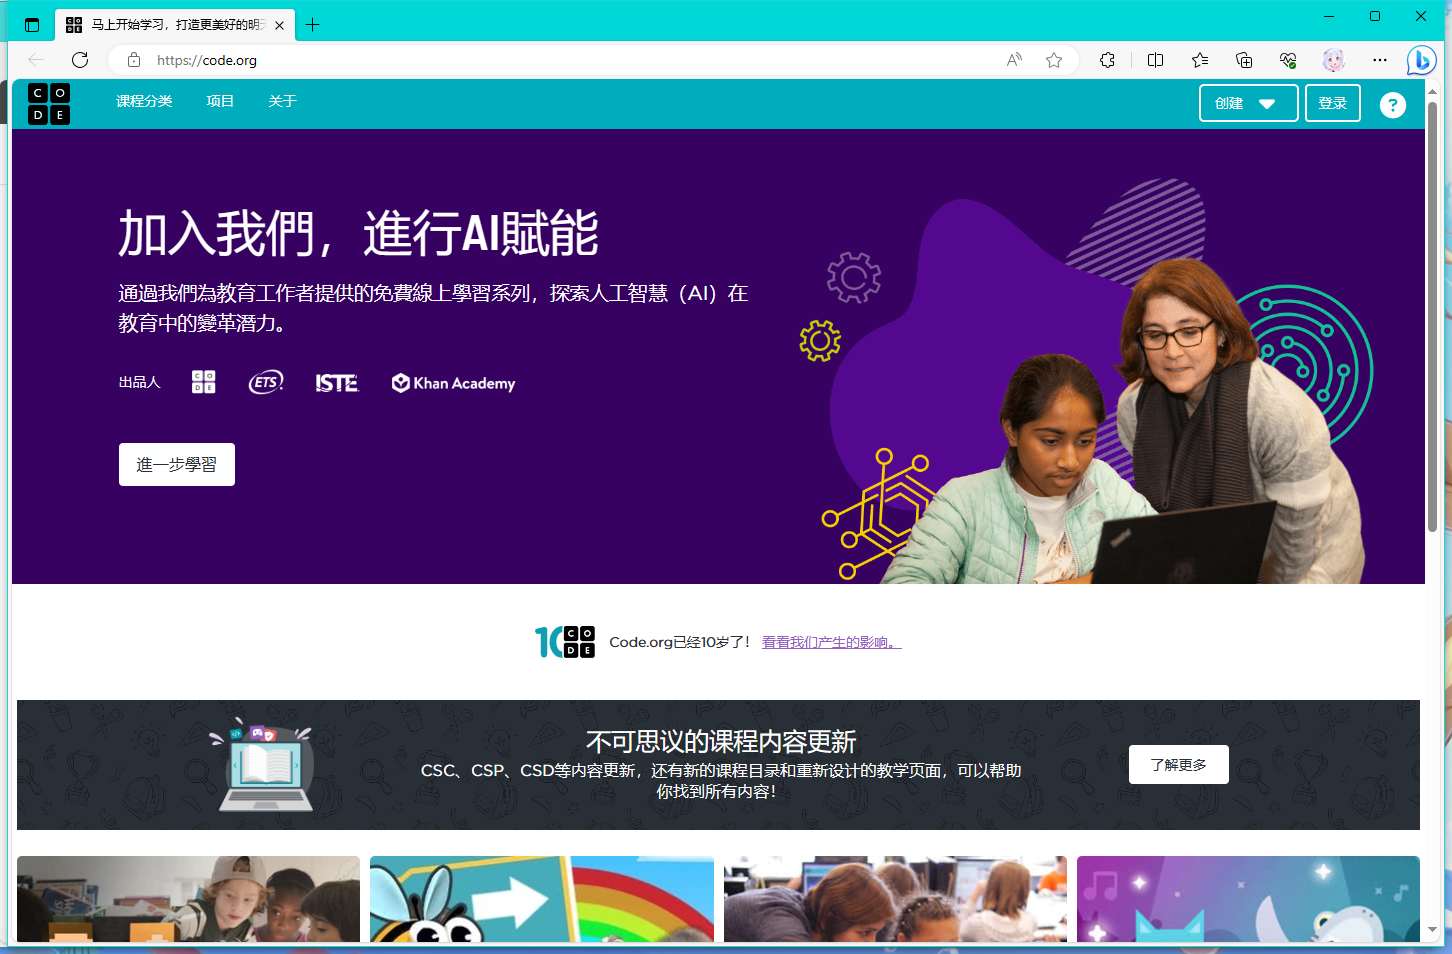 马上开始学习，打造更美好的明天
https://code.org
C O
D E
课程分类
项目
关于
创建
登录
?
加入我們，進行AI賦能
通過我們為教育工作者提供的免費線上學習系列，探索人工智慧（AI）在
教育中的變革潛力。
出品人
C O
D E
ETS
ISTE
Khan Academy
進一步學習
10
C O
D E
Code.org已经10岁了！
看看我们产生的影响。
不可思议的课程内容更新
CSC、CSP、CSD等内容更新，还有新的课程目录和重新设计的教学页面，可以帮助
你找到所有内容！
了解更多